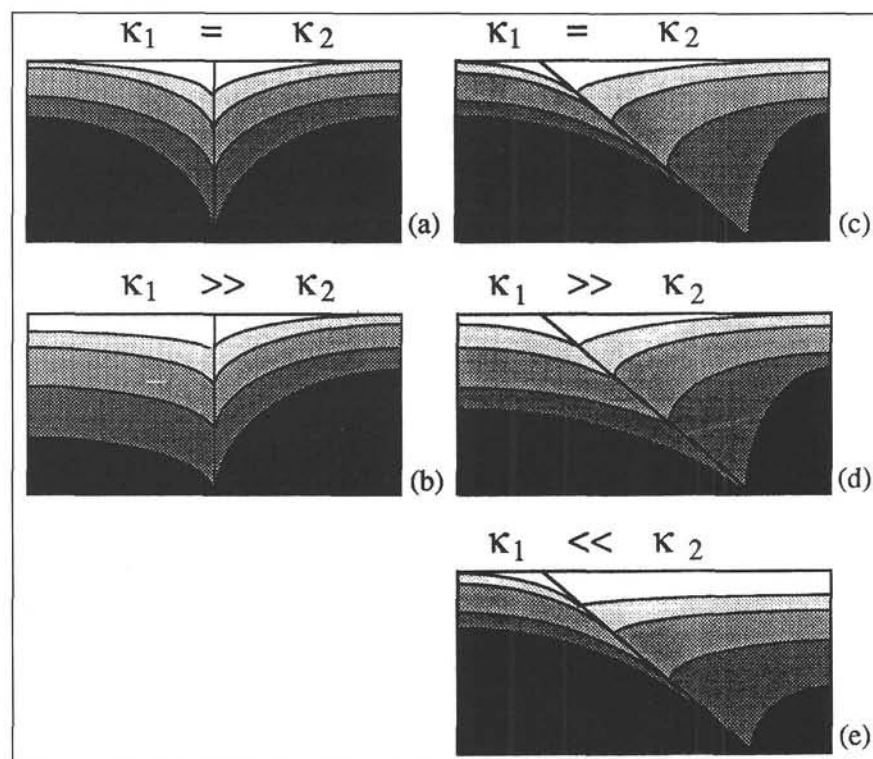 κ1 = κ2
κ1 = κ2
(a)
(c)
κ1 >> κ2
κ1 >> κ2
(b)
(d)
κ1 << κ2
(e)